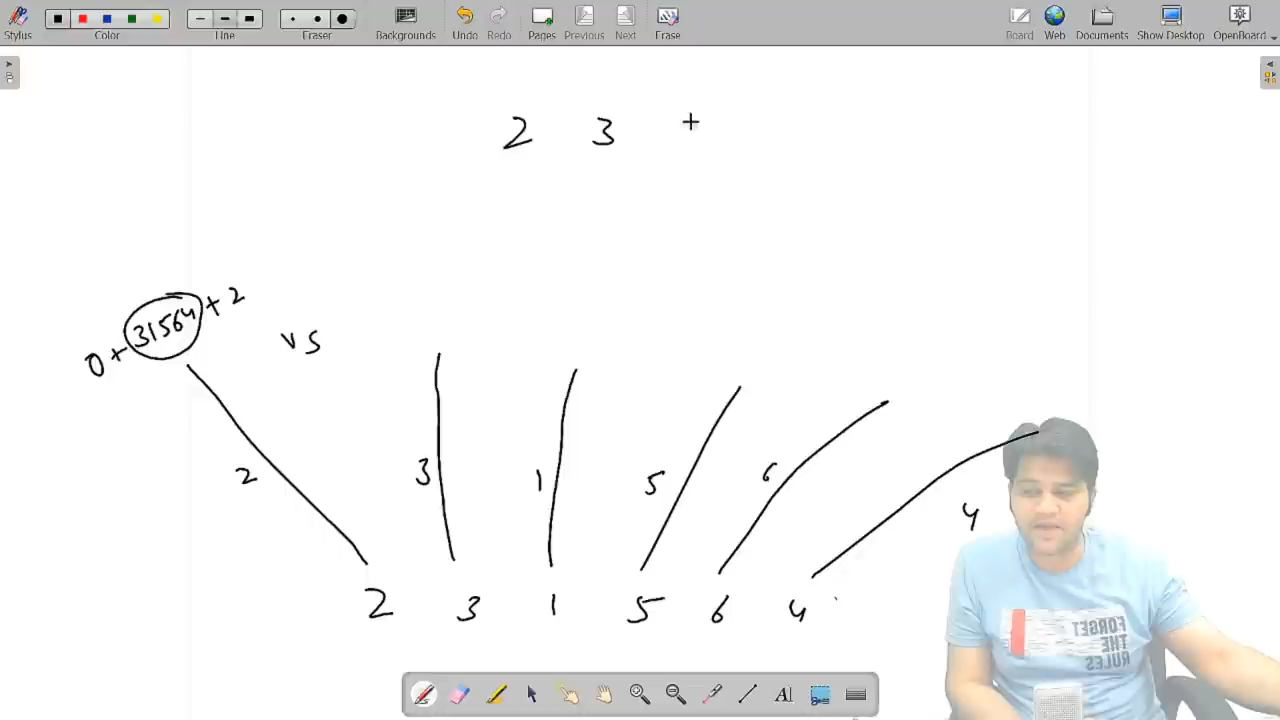 Stylus Color Line Eraser Backgrounds Undo Redo Pages Previous Next Erase Board Web Documents Show Desktop OpenBoard
2 3
0 + 31564 + 2
vs
2 3 1 5 6 4
2 3 1 5 6 4
FORGET
THE
RULES